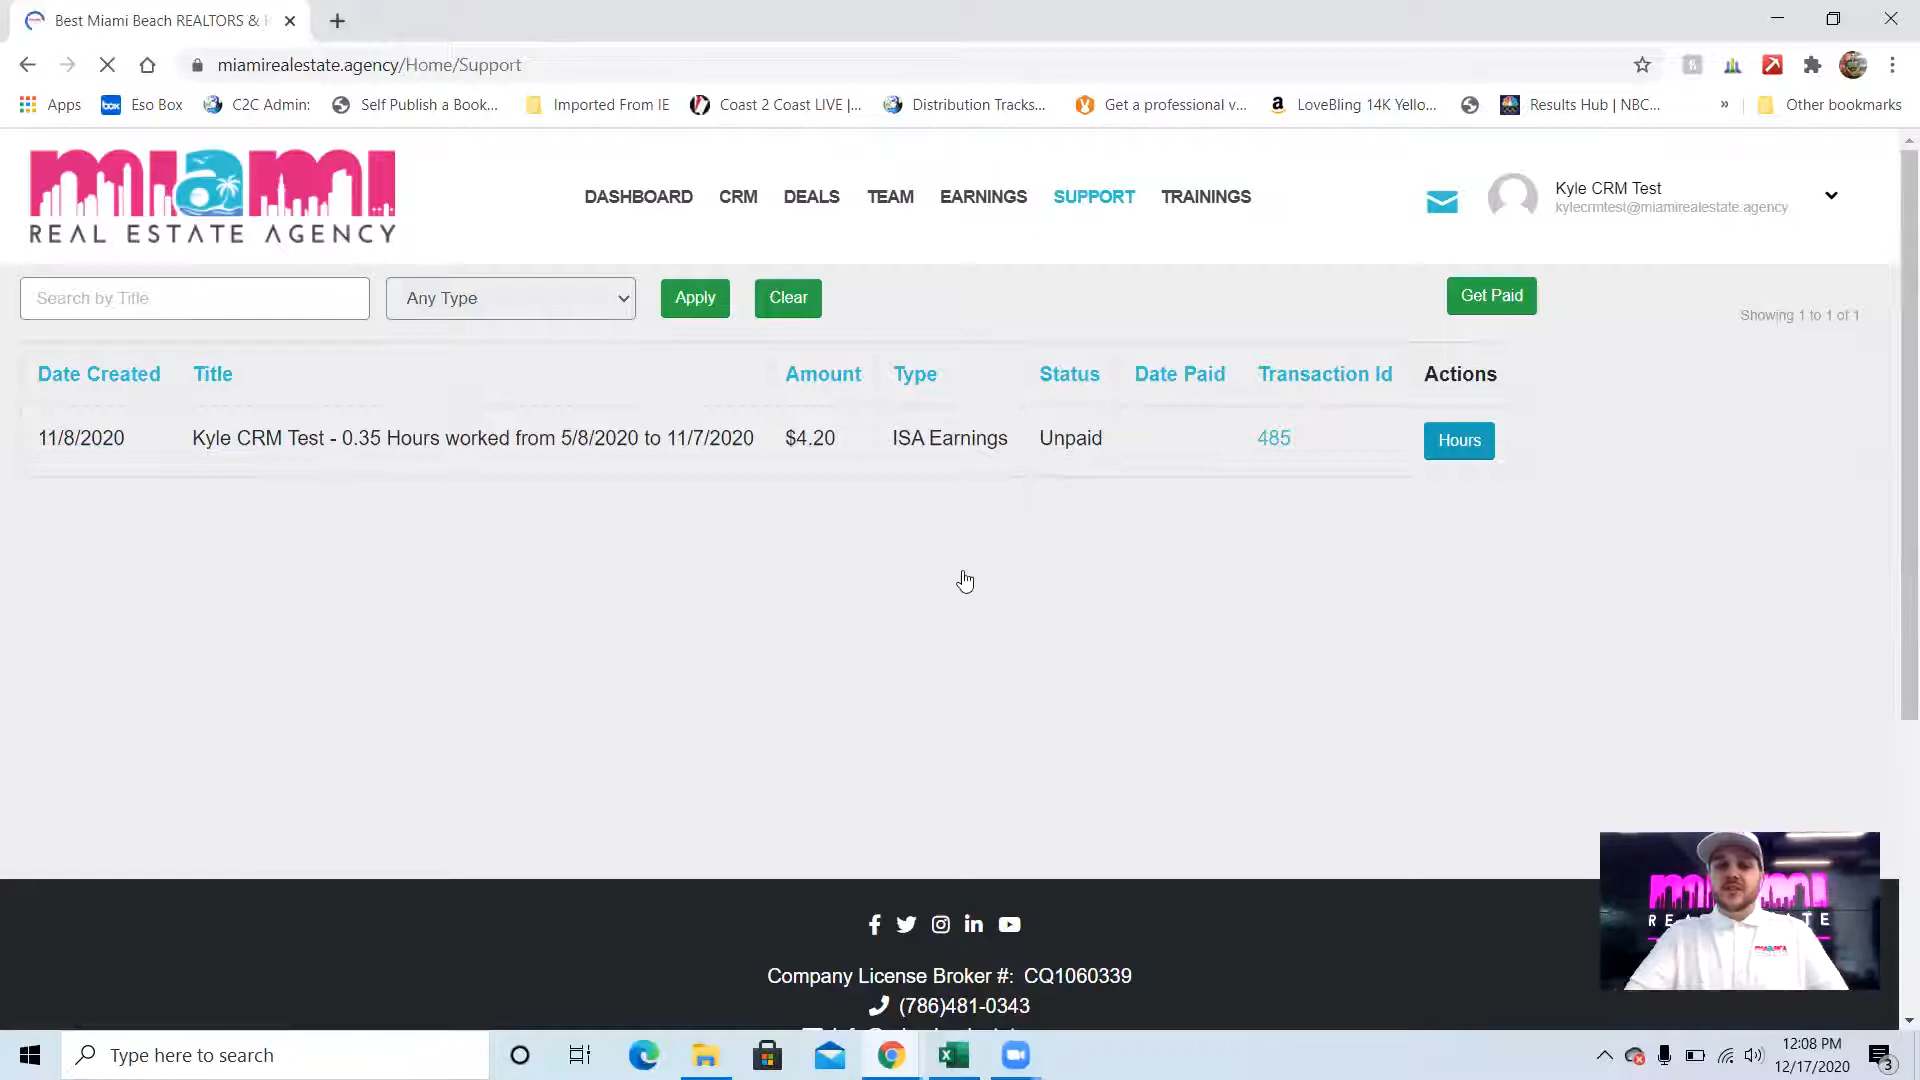 Best Miami Beach REALTORS &
miamirealestate.agency/Home/Support
Apps
Eso Box
C2C Admin:
Self Publish a Book...
Imported From IE
Coast 2 Coast LIVE |...
Distribution Tracks...
Get a professional v...
LoveBling 14K Yello...
Results Hub | NBC...
»
Other bookmarks
miami
REAL ESTATE AGENCY
DASHBOARD
CRM
DEALS
TEAM
EARNINGS
SUPPORT
TRAININGS
Kyle CRM Test
kylecrmtest@miamirealestate.agency
Search by Title
Any Type
Apply
Clear
Get Paid
Showing 1 to 1 of 1
Date Created Title Amount Type Status Date Paid Transaction Id Actions
11/8/2020 Kyle CRM Test - 0.35 Hours worked from 5/8/2020 to 11/7/2020 $4.20 ISA Earnings Unpaid 485 Hours
Company License Broker #: CQ1060339
(786)481-0343
Type here to search
12:08 PM
12/17/2020
3